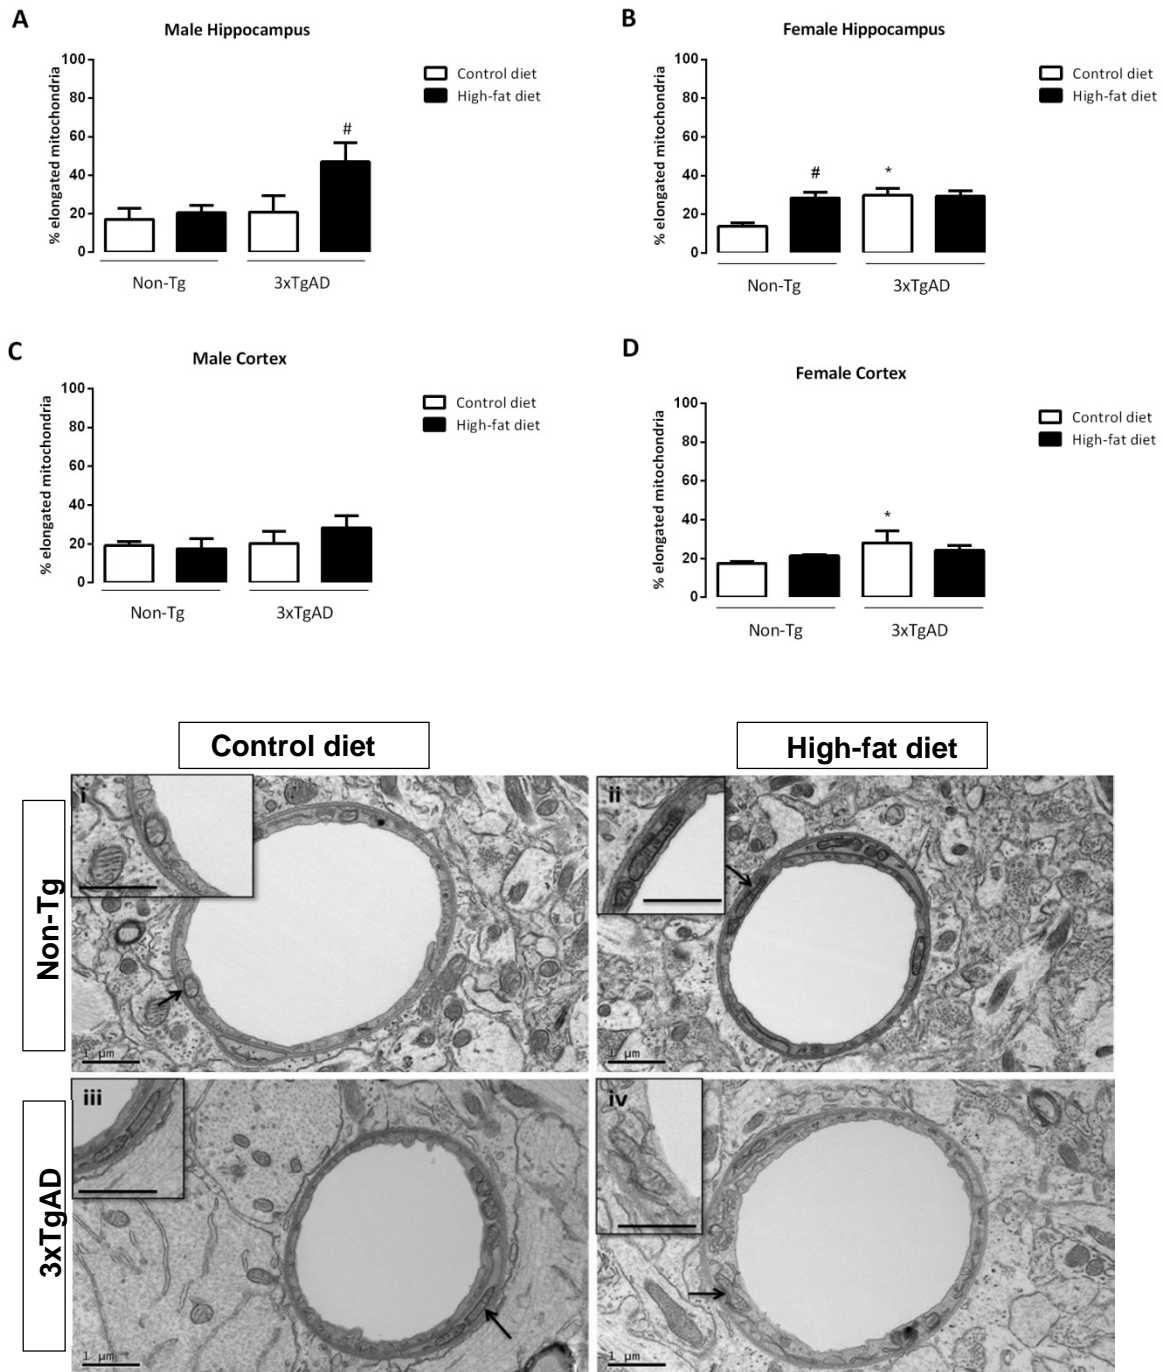 A
Male Hippocampus
% elongated mitochondria
100
80
60
40
20
0
#
Non-Tg
3xTgAD
Control diet
High-fat diet
B
Female Hippocampus
% elongated mitochondria
100
80
60
40
20
0
#
*
Non-Tg
3xTgAD
Control diet
High-fat diet
C
Male Cortex
% elongated mitochondria
100
80
60
40
20
0
Non-Tg
3xTgAD
Control diet
High-fat diet
D
Female Cortex
% elongated mitochondria
100
80
60
40
20
0
*
Non-Tg
3xTgAD
Control diet
High-fat diet
Control diet
High-fat diet
Non-Tg
i
1 μm
ii
1 μm
3xTgAD
iii
1 μm
iv
1 μm